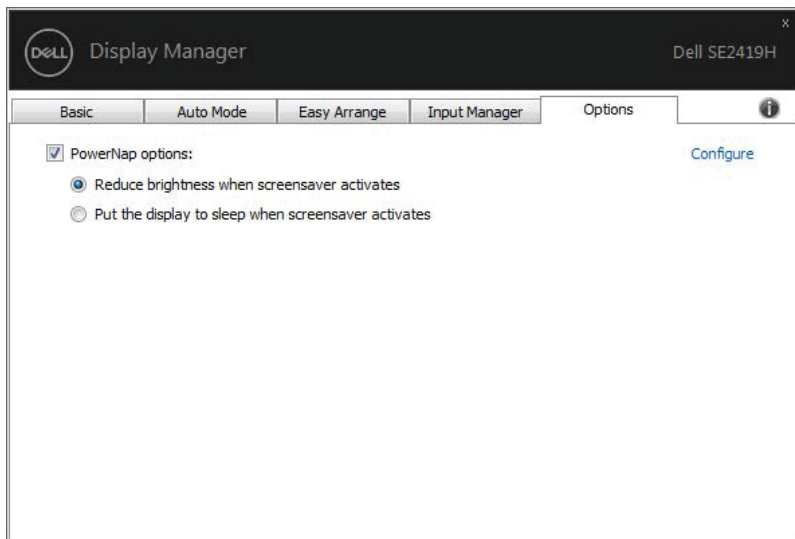 x
DELL Display Manager Dell SE2419H
Basic Auto Mode Easy Arrange Input Manager Options i
PowerNap options: Configure
Reduce brightness when screensaver activates
Put the display to sleep when screensaver activates